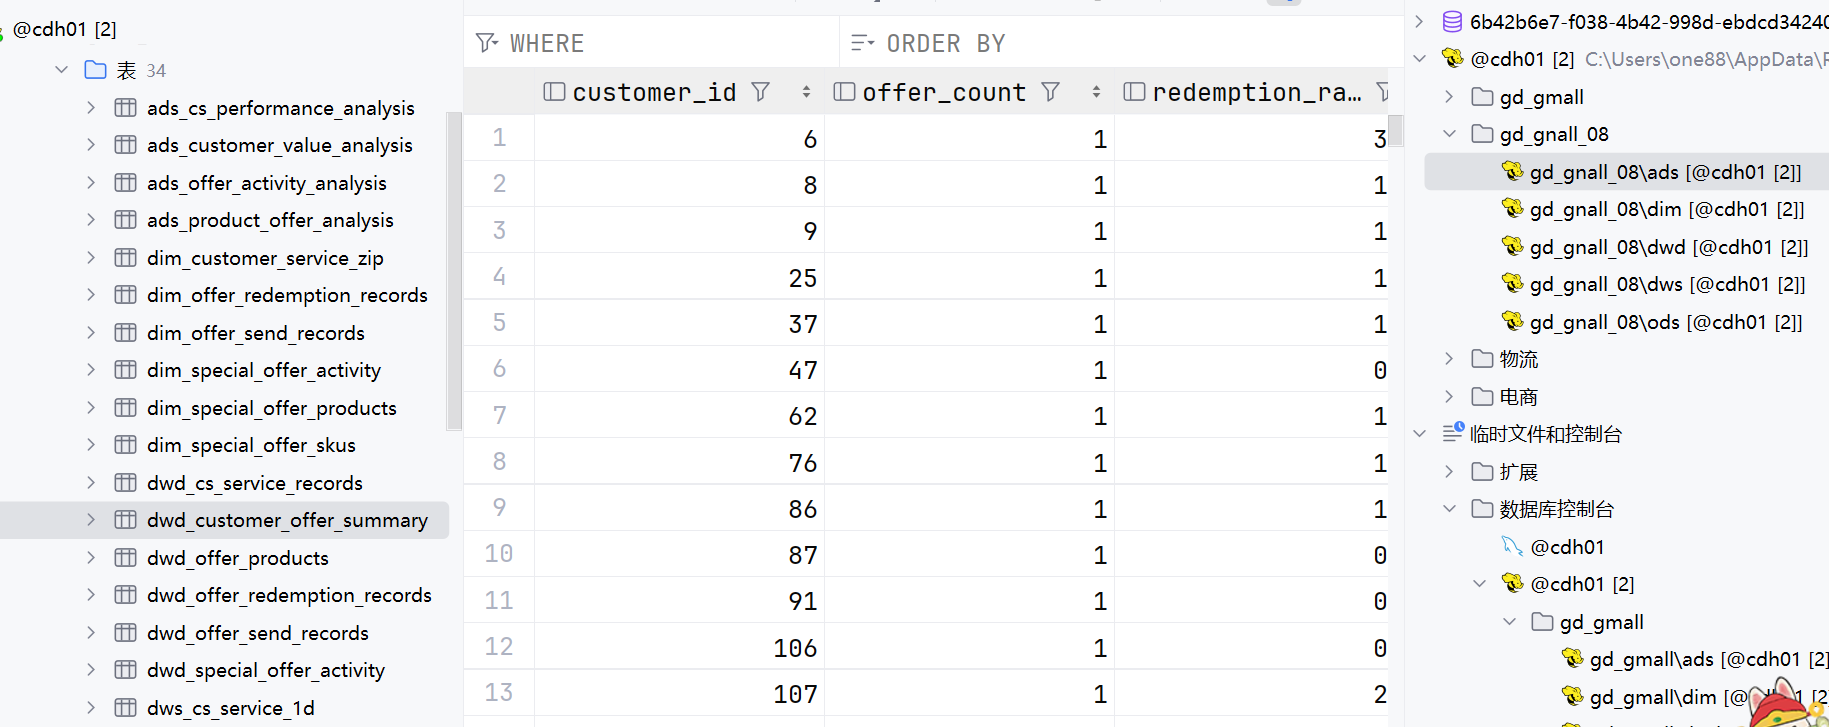 @cdh01 [2]
表 34
ads_cs_performance_analysis
ads_customer_value_analysis
ads_offer_activity_analysis
ads_product_offer_analysis
dim_customer_service_zip
dim_offer_redemption_records
dim_offer_send_records
dim_special_offer_activity
dim_special_offer_products
dim_special_offer_skus
dwd_cs_service_records
dwd_customer_offer_summary
dwd_offer_products
dwd_offer_redemption_records
dwd_offer_send_records
dwd_special_offer_activity
dws_cs_service_1d
WHERE ORDER BY
customer_id offer_count redemption_ra...
1 6 1 3
2 8 1 1
3 9 1 1
4 25 1 1
5 37 1 1
6 47 1 0
7 62 1 1
8 76 1 1
9 86 1 1
10 87 1 0
11 91 1 0
12 106 1 0
13 107 1 2
6b42b6e7-f038-4b42-998d-ebdcd34240
@cdh01 [2] C:\Users\one88\AppData\R
gd_gmall
gd_gnall_08
gd_gnall_08\ads [@cdh01 [2]]
gd_gnall_08\dim [@cdh01 [2]]
gd_gnall_08\dwd [@cdh01 [2]]
gd_gnall_08\dws [@cdh01 [2]]
gd_gnall_08\ods [@cdh01 [2]]
物流
电商
临时文件和控制台
扩展
数据库控制台
@cdh01
@cdh01 [2]
gd_gmall
gd_gmall\ads [@cdh01 [2]
gd_gmall\dim [@